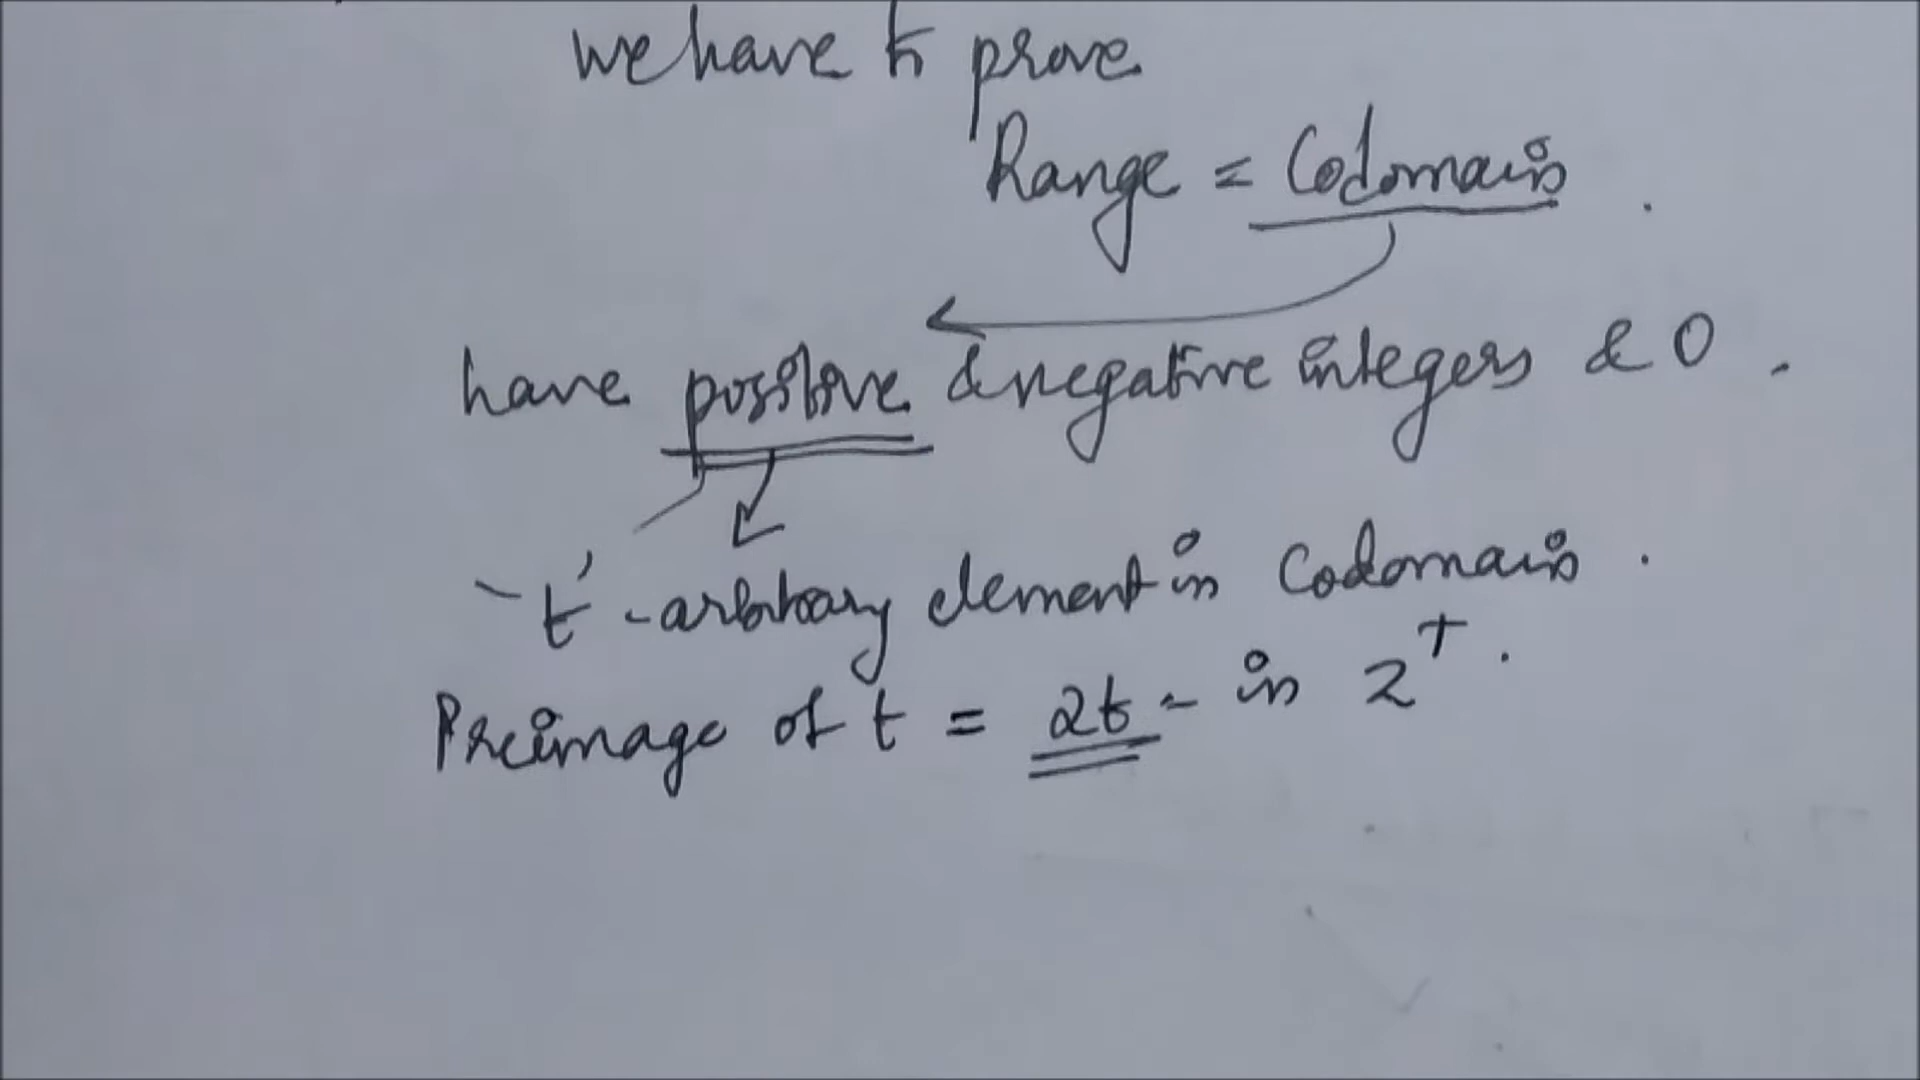 we have to prove
Range = Codomain .
have positive & negative integers & 0 .
't' - arbitrary element in Codomain .
Preimage of t = 2t - in Z⁺ .